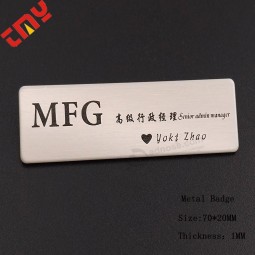 tmy
MFG 高级行政经理 Senior admin manager
♥ Yoki Zhao
Metal Badge
Size:70*20MM
Thickness: 1MM